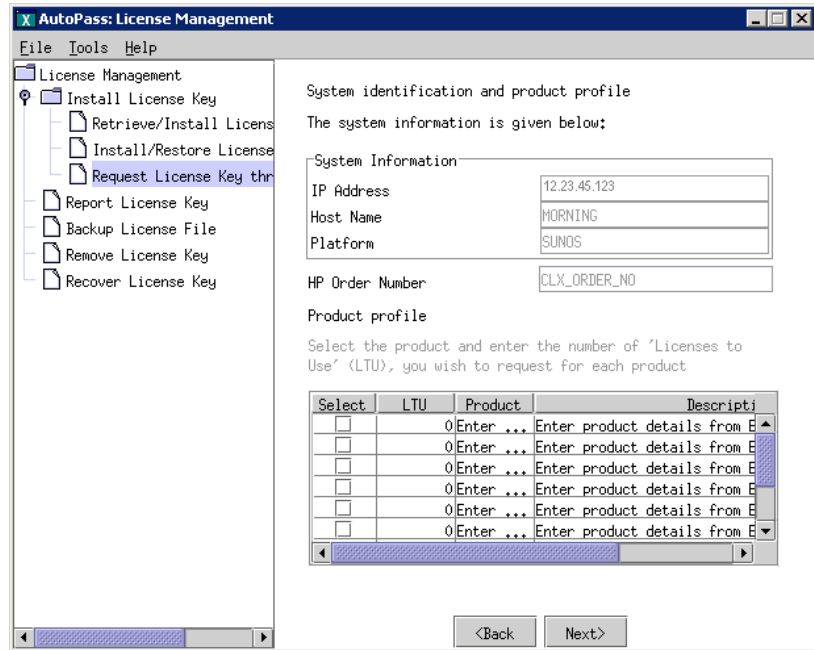 X AutoPass: License Management
File Tools Help
License Management
Install License Key
Retrieve/Install Licens
Install/Restore License
Request License Key thr
Report License Key
Backup License File
Remove License Key
Recover License Key
System identification and product profile
The system information is given below:
System Information
IP Address 12.23.45.123
Host Name MORNING
Platform SUNOS
HP Order Number CLX_ORDER_NO
Product profile
Select the product and enter the number of 'Licenses to
Use' (LTU), you wish to request for each product
Select LTU Product Descripti
0 Enter ... Enter product details from E
0 Enter ... Enter product details from E
0 Enter ... Enter product details from E
0 Enter ... Enter product details from E
0 Enter ... Enter product details from E
0 Enter ... Enter product details from E
<Back Next>